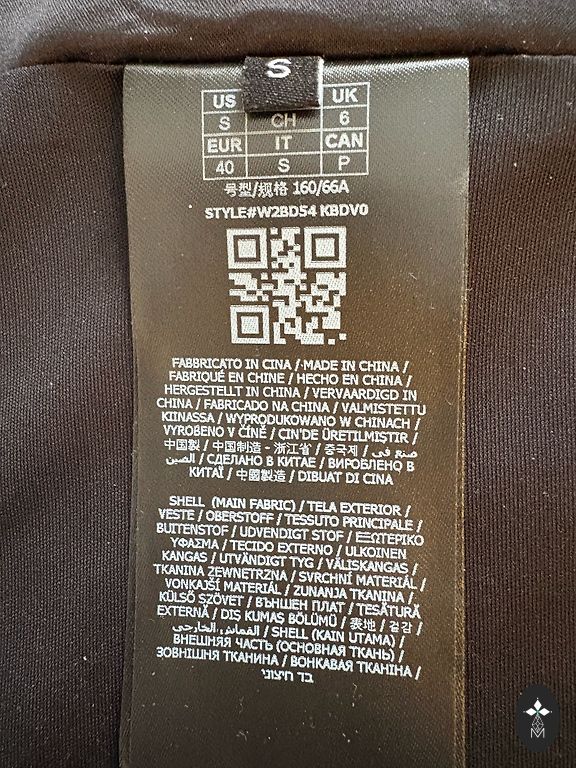 S
US UK
S CH 6
EUR IT CAN
40 S P
号型/规格 160/66A
STYLE#W2BD54 KBDV0
FABBRICATO IN CINA / MADE IN CHINA /
FABRIQUÉ EN CHINE / HECHO EN CHINA /
HERGESTELLT IN CHINA / VERVAARDIGD IN
CHINA / FABRICADO NA CHINA / VALMISTETTU
KIINASSA / WYPRODUKOWANO W CHINACH /
VYROBENO V ČÍNĚ / ÇIN'DE ÜRETILMIŞTIR /
中国製 / 中国制造 - 浙江省 / 중국제 / صنع فى
الصين / СДЕЛАНО В КИТАЕ / ВИРОБЛЕНО В
КИТАЇ / 中國製造 / DIBUAT DI CINA
SHELL (MAIN FABRIC) / TELA EXTERIOR /
VESTE / OBERSTOFF / TESSUTO PRINCIPALE /
BUITENSTOF / UDVENDIGT STOF / ΕΞΩΤΕΡΙΚΟ
ΥΦΑΣΜΑ / TECIDO EXTERNO / ULKOINEN
KANGAS / UTVÄNDIGT TYG / VÄLISKANGAS /
TKANINA ZEWNĘTRZNA / SVRCHNÍ MATERIÁL /
VONKAJŠÍ MATERIÁL / ZUNANJA TKANINA /
KÜLSŐ SZÖVET / ВЪНШЕН ПЛАТ / TESĂTURĂ
EXTERNĂ / DIŞ KUMAŞ BÖLÜMÜ / 表地 / 겉감 /
القماش الخارجي / SHELL (KAIN UTAMA) /
ВНЕШНЯЯ ЧАСТЬ (ОСНОВНАЯ ТКАНЬ) /
ЗОВНІШНЯ ТКАНИНА / ВОНКАВАЯ ТКАНІНА /
בד חיצוני